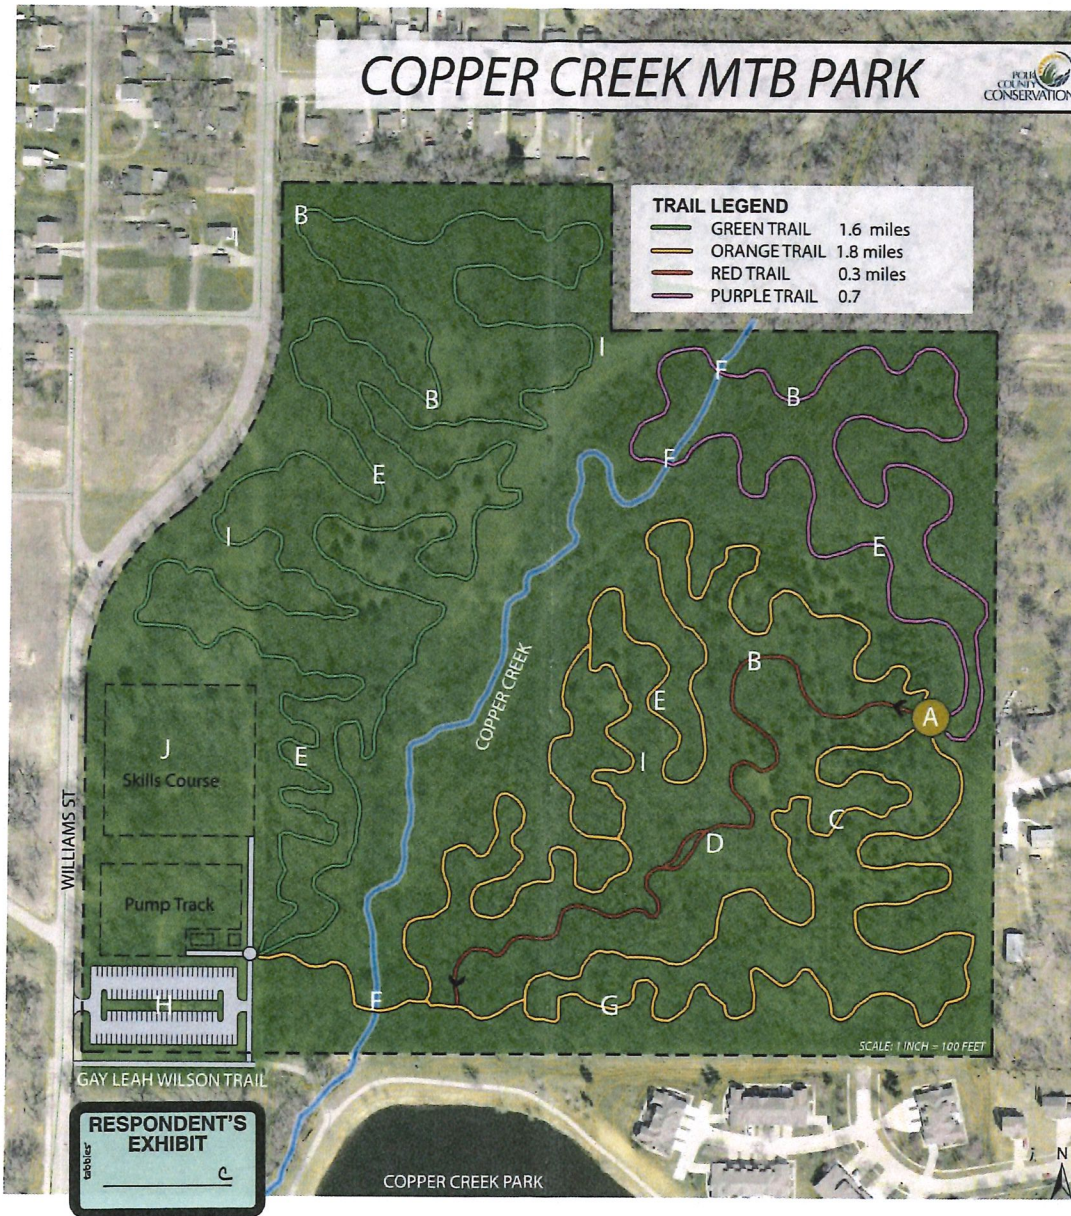 COPPER CREEK MTB PARK
POLK
COUNTY
CONSERVATION
TRAIL LEGEND
GREEN TRAIL 1.6 miles
ORANGE TRAIL 1.8 miles
RED TRAIL 0.3 miles
PURPLE TRAIL 0.7
B
I
F
B
B
F
E
I
E
B
A
E
COPPER CREEK
J
Skills Course
E
I
C
D
WILLIAMS ST
Pump Track
H
F
G
SCALE: 1 INCH = 100 FEET
GAY LEAH WILSON TRAIL
RESPONDENT'S
EXHIBIT
tabbies'
C
COPPER CREEK PARK
N